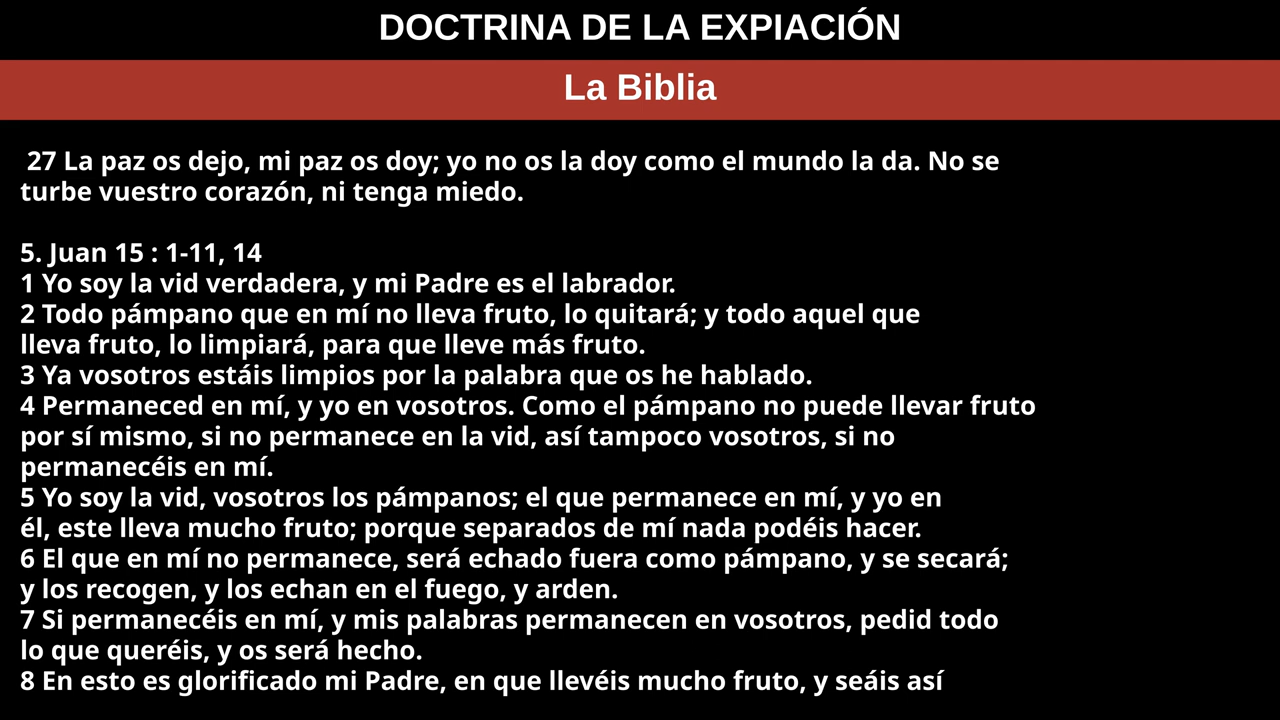 DOCTRINA DE LA EXPIACIÓN
La Biblia
27 La paz os dejo, mi paz os doy; yo no os la doy como el mundo la da. No se
turbe vuestro corazón, ni tenga miedo.
5. Juan 15 : 1-11, 14
1 Yo soy la vid verdadera, y mi Padre es el labrador.
2 Todo pámpano que en mí no lleva fruto, lo quitará; y todo aquel que
lleva fruto, lo limpiará, para que lleve más fruto.
3 Ya vosotros estáis limpios por la palabra que os he hablado.
4 Permaneced en mí, y yo en vosotros. Como el pámpano no puede llevar fruto
por sí mismo, si no permanece en la vid, así tampoco vosotros, si no
permanecéis en mí.
5 Yo soy la vid, vosotros los pámpanos; el que permanece en mí, y yo en
él, este lleva mucho fruto; porque separados de mí nada podéis hacer.
6 El que en mí no permanece, será echado fuera como pámpano, y se secará;
y los recogen, y los echan en el fuego, y arden.
7 Si permanecéis en mí, y mis palabras permanecen en vosotros, pedid todo
lo que queréis, y os será hecho.
8 En esto es glorificado mi Padre, en que llevéis mucho fruto, y seáis así